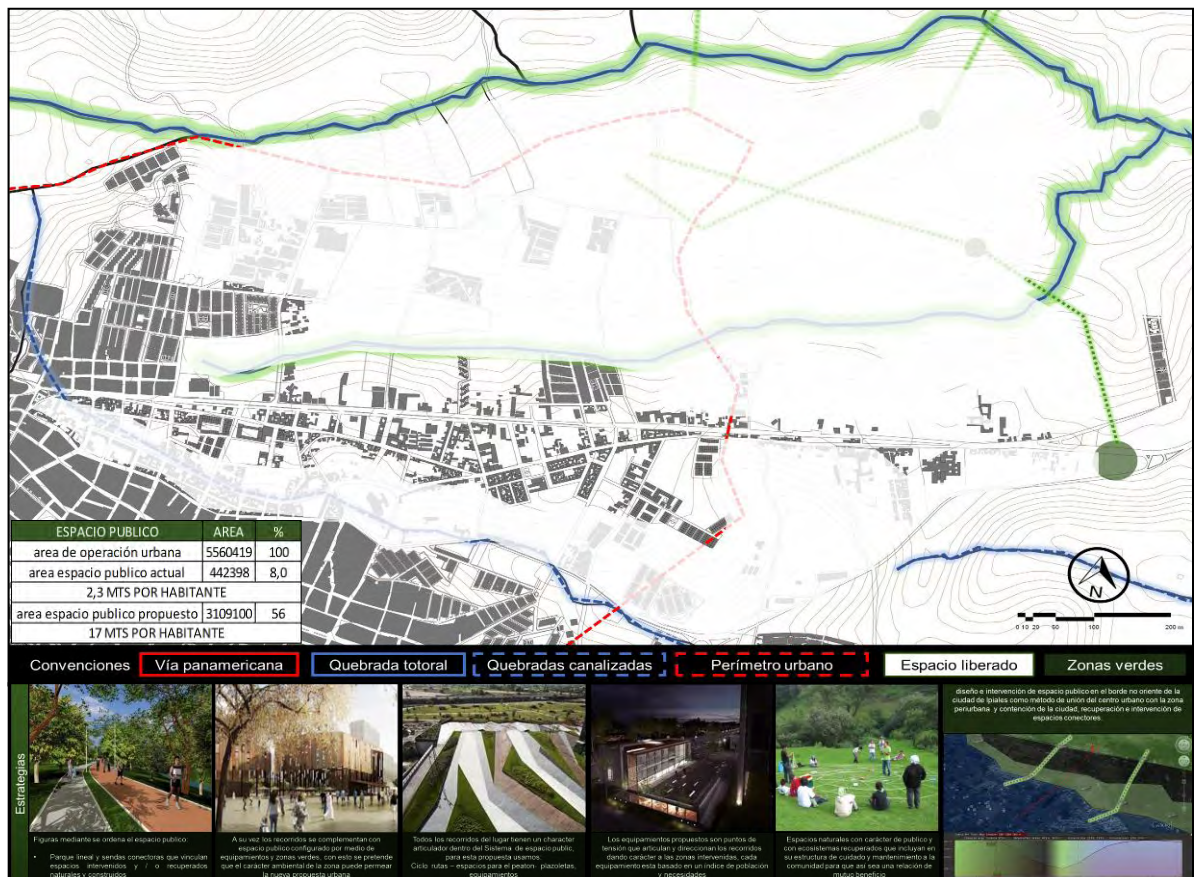 ESPACIO PUBLICO AREA %
area de operación urbana 5560419 100
area espacio publico actual 442398 8,0
2,3 MTS POR HABITANTE
area espacio publico propuesto 3109100 56
17 MTS POR HABITANTE
N
0 10 20 50 100 200
Convenciones Vía panamericana Quebrada totoral Quebradas canalizadas Perímetro urbano Espacio liberado Zonas verdes
Estrategias
Figuras mediante se ordena el espacio publico:
• Parque lineal y sendas conectoras que vinculan
espacios intervenidos y / o recuperados
naturales y construidos
A su vez los recorridos se complementan con
espacio publico configurado por medio de
equipamientos y zonas verdes, con esto se pretende
que el carácter ambiental de la zona puede permear
la nueva propuesta urbana
Todos los recorridos del lugar tienen un character
articulador dentro del Sistema de espacio public,
para esta propuesta usamos:
Ciclo rutas – espacios para el peaton- plazoletas,
equipamientos
Los equipamientos propuestos son puntos de
tensión que articulan y direccionan los recorridos
dando carácter a las zonas intervenidas, cada
equipamiento esta basado en un índice de población
y necesidades.
Espacios naturales con carácter de publico y
con ecosistemas recuperados que incluyan en
su estructura de cuidado y mantenimiento a la
comunidad para que así sea una relación de
mutuo beneficio
diseño e intervención de espacio publico en el borde no oriente de la
ciudad de Ipiales como método de unión del centro urbano con la zona
periurbana y contención de la ciudad, recuperación e intervención de
espacios conectores.